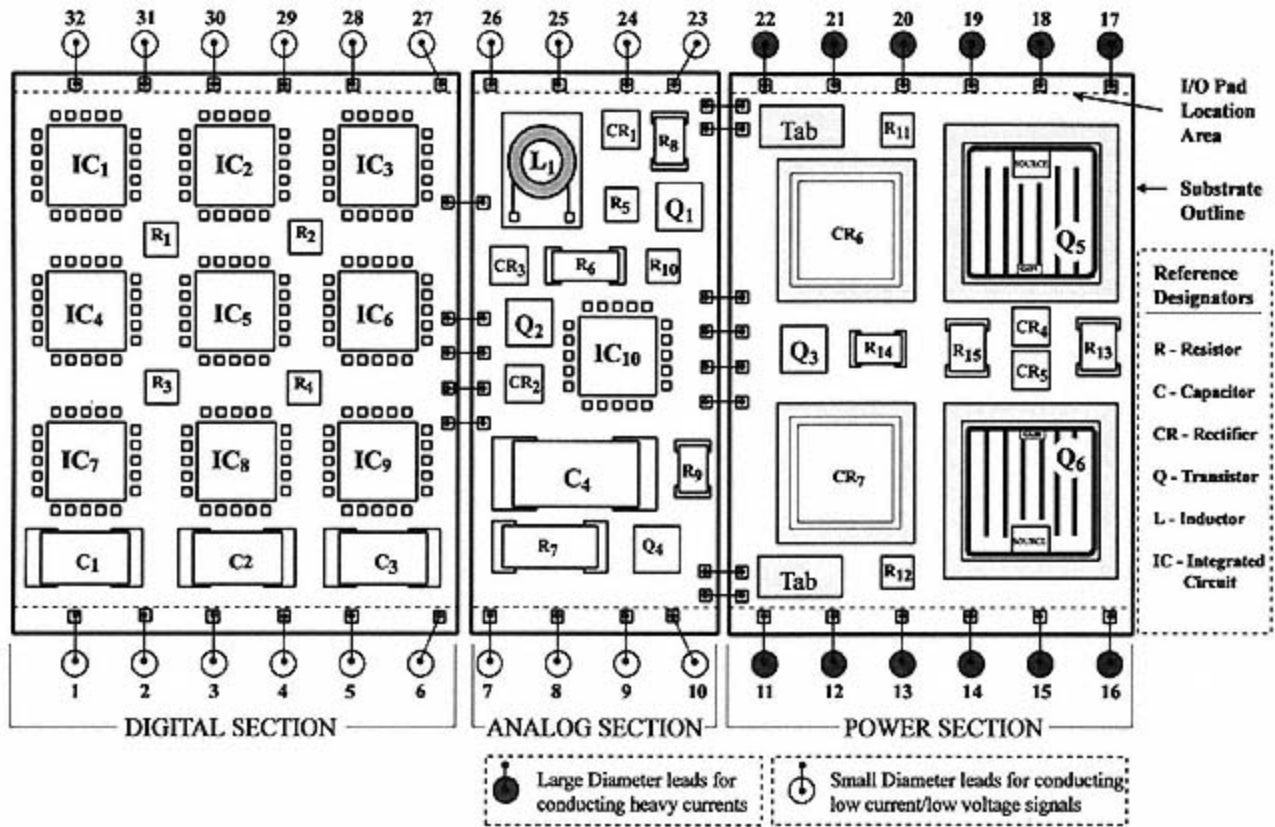 32 31 30 29 28 27 26 25 24 23 22 21 20 19 18 17
I/O Pad
Location
Area
Substrate
Outline
IC1 IC2 IC3
R1 R2
IC4 IC5 IC6
R3 R4
IC7 IC8 IC9
C1 C2 C3
L1 CR1 R8
R5 Q1
CR3 R6 R10
Q2 IC10
CR2
C4 R9
R7 Q4
Tab R11
CR6
SOURCE
Q5
GATE
Q3 R14 R15 CR4 R13
CR5
CR7
GATE
Q6
SOURCE
Tab R12
Reference
Designators
R - Resistor
C - Capacitor
CR - Rectifier
Q - Transistor
L - Inductor
IC - Integrated
Circuit
1 2 3 4 5 6 7 8 9 10 11 12 13 14 15 16
DIGITAL SECTION ANALOG SECTION POWER SECTION
Large Diameter leads for
conducting heavy currents
Small Diameter leads for conducting
low current/low voltage signals